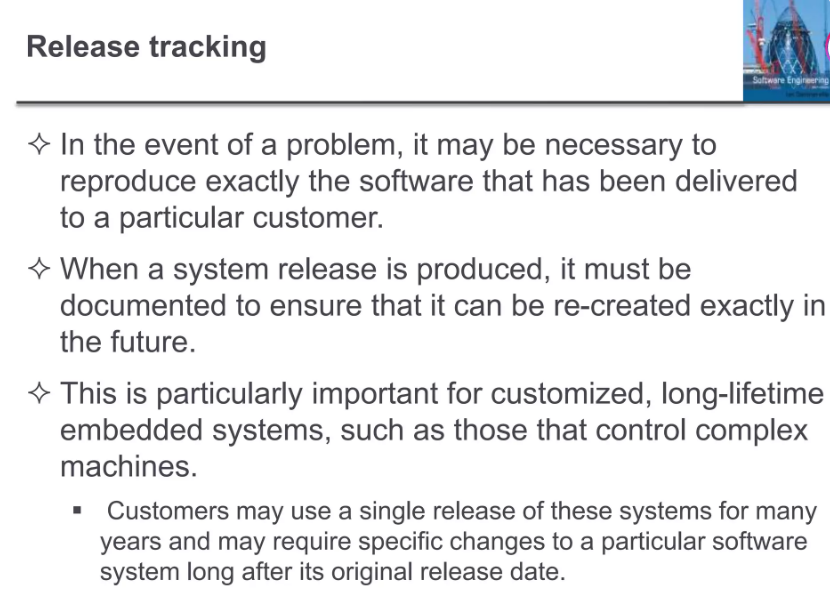 Release tracking
Software Engineering
✧ In the event of a problem, it may be necessary to
reproduce exactly the software that has been delivered
to a particular customer.
✧ When a system release is produced, it must be
documented to ensure that it can be re-created exactly in
the future.
✧ This is particularly important for customized, long-lifetime
embedded systems, such as those that control complex
machines.
▪ Customers may use a single release of these systems for many
years and may require specific changes to a particular software
system long after its original release date.